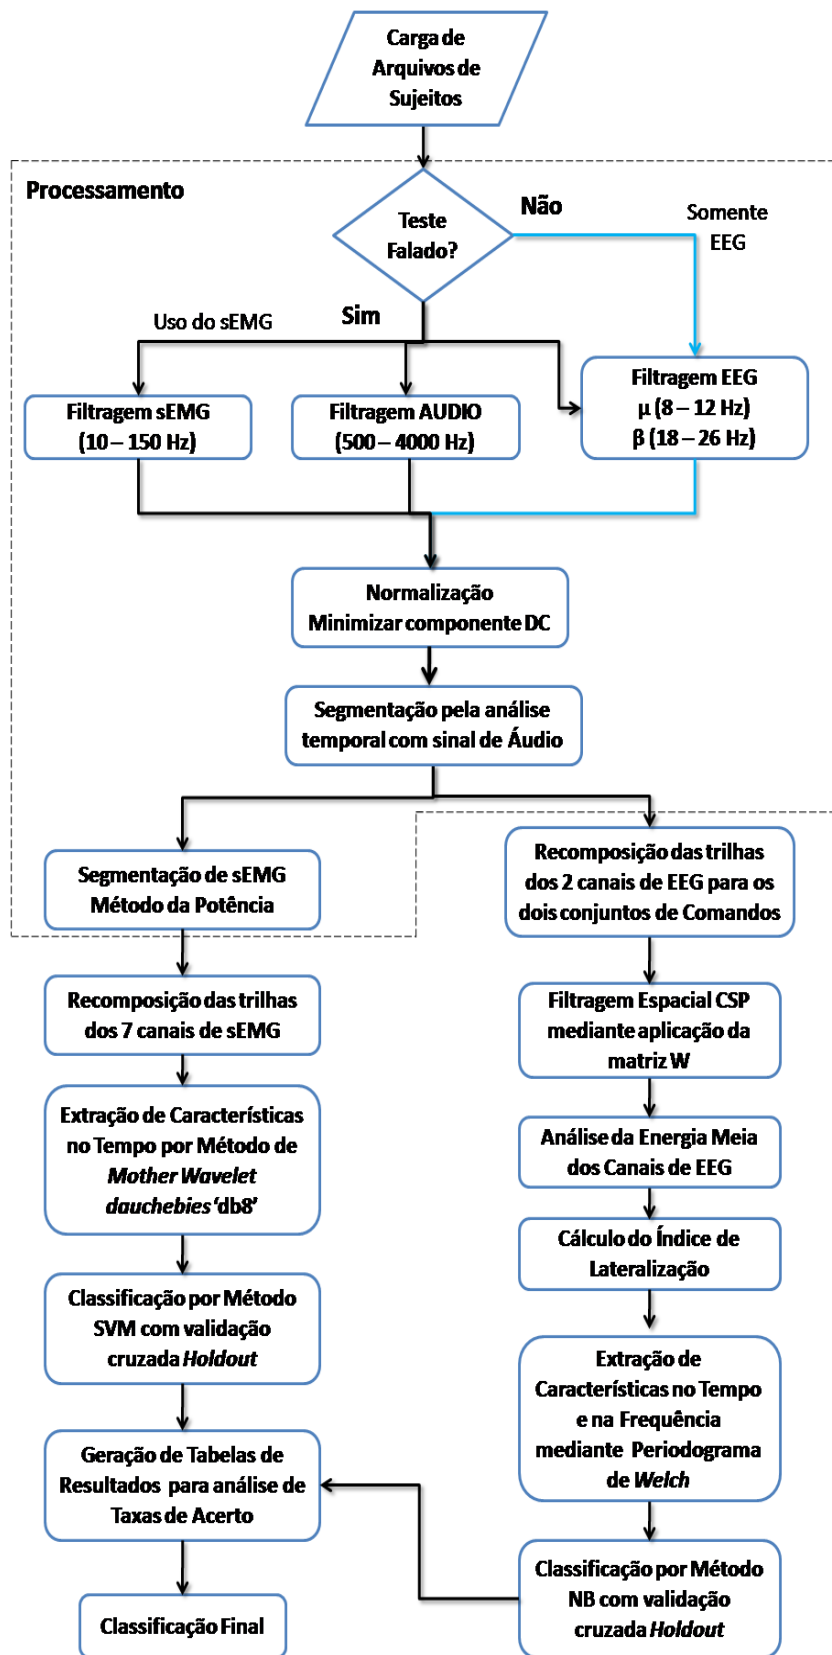 Carga de
Arquivos de
Sujeitos
Processamento
Teste
Falado?
Não
Somente
EEG
Uso do sEMG
Sim
Filtragem sEMG
(10 – 150 Hz)
Filtragem AUDIO
(500 – 4000 Hz)
Filtragem EEG
µ (8 – 12 Hz)
β (18 – 26 Hz)
Normalização
Minimizar componente DC
Segmentação pela análise
temporal com sinal de Áudio
Segmentação de sEMG
Método da Potência
Recomposição das trilhas
dos 2 canais de EEG para os
dois conjuntos de Comandos
Recomposição das trilhas
dos 7 canais de sEMG
Filtragem Espacial CSP
mediante aplicação da
matriz W
Extração de Característicias
no Tempo por Método de
Mother Wavelet
dauchebies ‘db8’
Análise da Energia Meia
dos Canais de EEG
Cálculo do Índice de
Lateralização
Classificação por Método
SVM com validação
cruzada Holdout
Extração de
Característicias no Tempo
e na Frequência
mediante Periodograma
de Welch
Geração de Tabelas de
Resultados para análise de
Taxas de Acerto
Classificação por Método
NB com validação
cruzada Holdout
Classificação Final